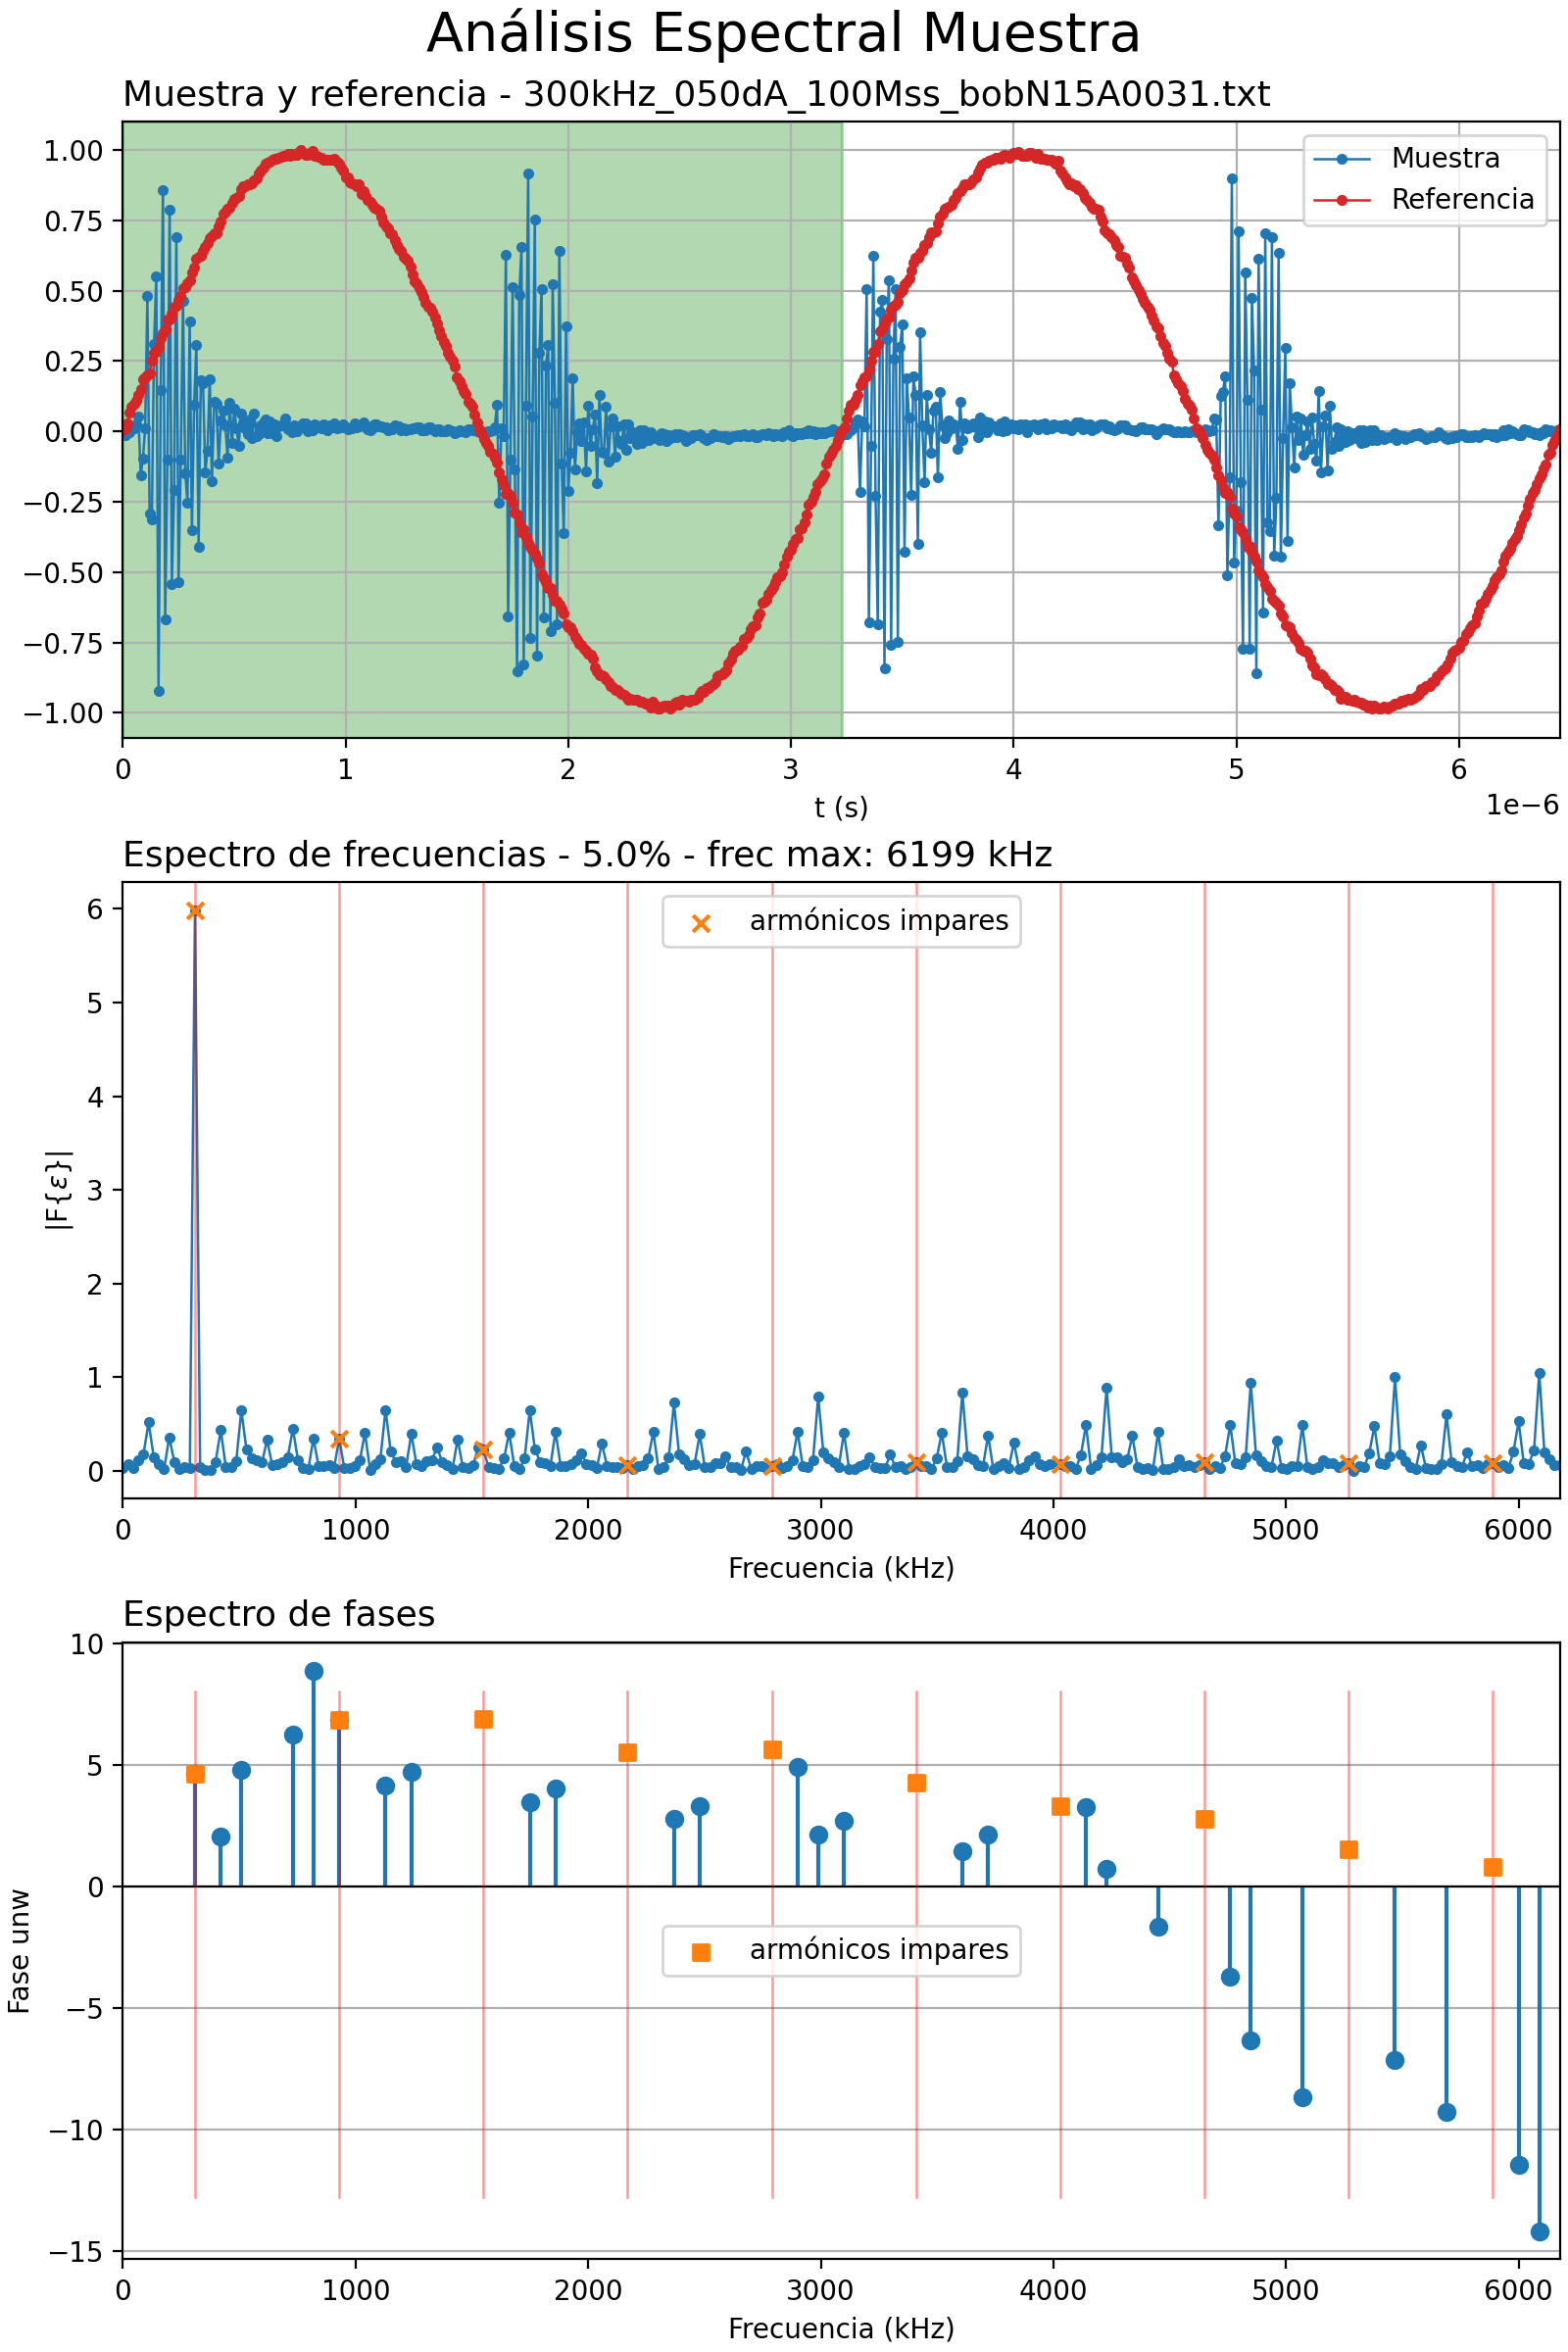 Análisis Espectral Muestra
Muestra y referencia - 300kHz_050dA_100Mss_bobN15A0031.txt
1.00
0.75
0.50
0.25
0.00
−0.25
−0.50
−0.75
−1.00
Muestra
Referencia
0 1 2 3 4 5 6
t (s)
1e−6
Espectro de frecuencias - 5.0% - frec max: 6199 kHz
6
5
4
3
2
1
0
|F{ε}|
armónicos impares
0 1000 2000 3000 4000 5000 6000
Frecuencia (kHz)
Espectro de fases
10
5
0
−5
−10
−15
Fase unw
armónicos impares
0 1000 2000 3000 4000 5000 6000
Frecuencia (kHz)